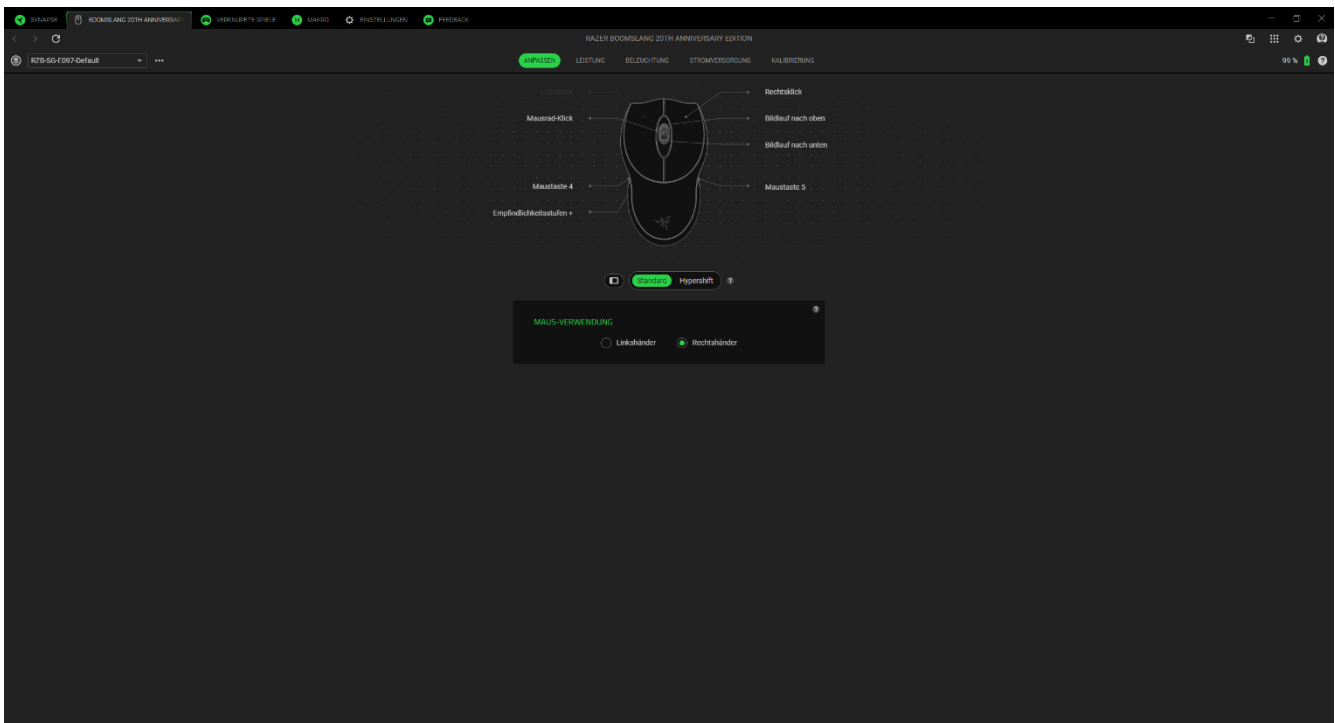 SYNAPSE BOOMSLANG 20TH ANNIVERSAR VERKNÜPFTE SPIELE MAKRO EINSTELLUNGEN FEEDBACK
RAZER BOOMSLANG 20TH ANNIVERSARY EDITION
RZB-SG-E097-Default ANPASSEN LEISTUNG BELEUCHTUNG STROMVERSORGUNG KALIBRIERUNG 99 %
Rechtsklick
Mausrad-Klick Bildlauf nach oben
Bildlauf nach unten
Maustaste 4 Maustaste 5
Empfindlichkeitsstufen +
Standard Hypershift ?
MAUS-VERWENDUNG ?
Linkshänder Rechtshänder